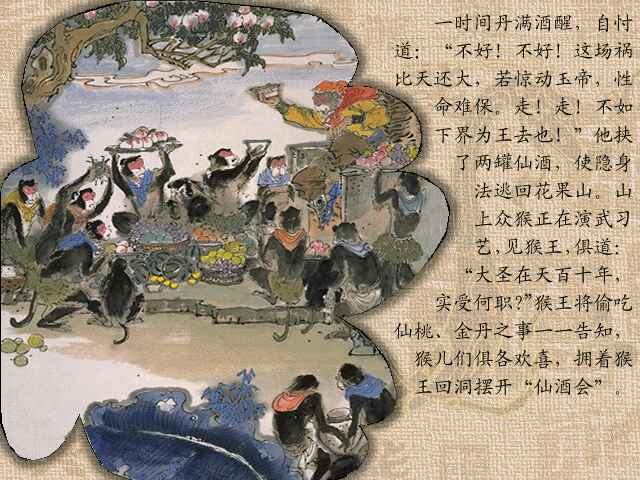 一时间丹满酒醒，自忖
道：“不好！不好！这场祸
比天还大，若惊动玉帝，性
命难保。走！走！不如
下界为王去也！”他挟
了两罐仙酒，使隐身
法逃回花果山。山
上众猴正在演武习
艺，见猴王，俱道：
“大圣在天百十年，
实受何职？”猴王将偷吃
仙桃、金丹之事一一告知，
猴儿们俱各欢喜，拥着猴
王回洞摆开“仙酒会”。